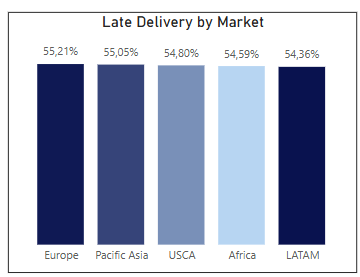 Late Delivery by Market
55,21% 55,05% 54,80% 54,59% 54,36%
Europe Pacific Asia USCA Africa LATAM